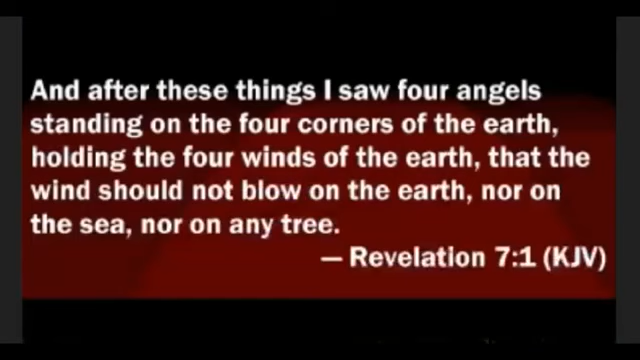 And after these things I saw four angels
standing on the four corners of the earth,
holding the four winds of the earth, that the
wind should not blow on the earth, nor on
the sea, nor on any tree.
— Revelation 7:1 (KJV)